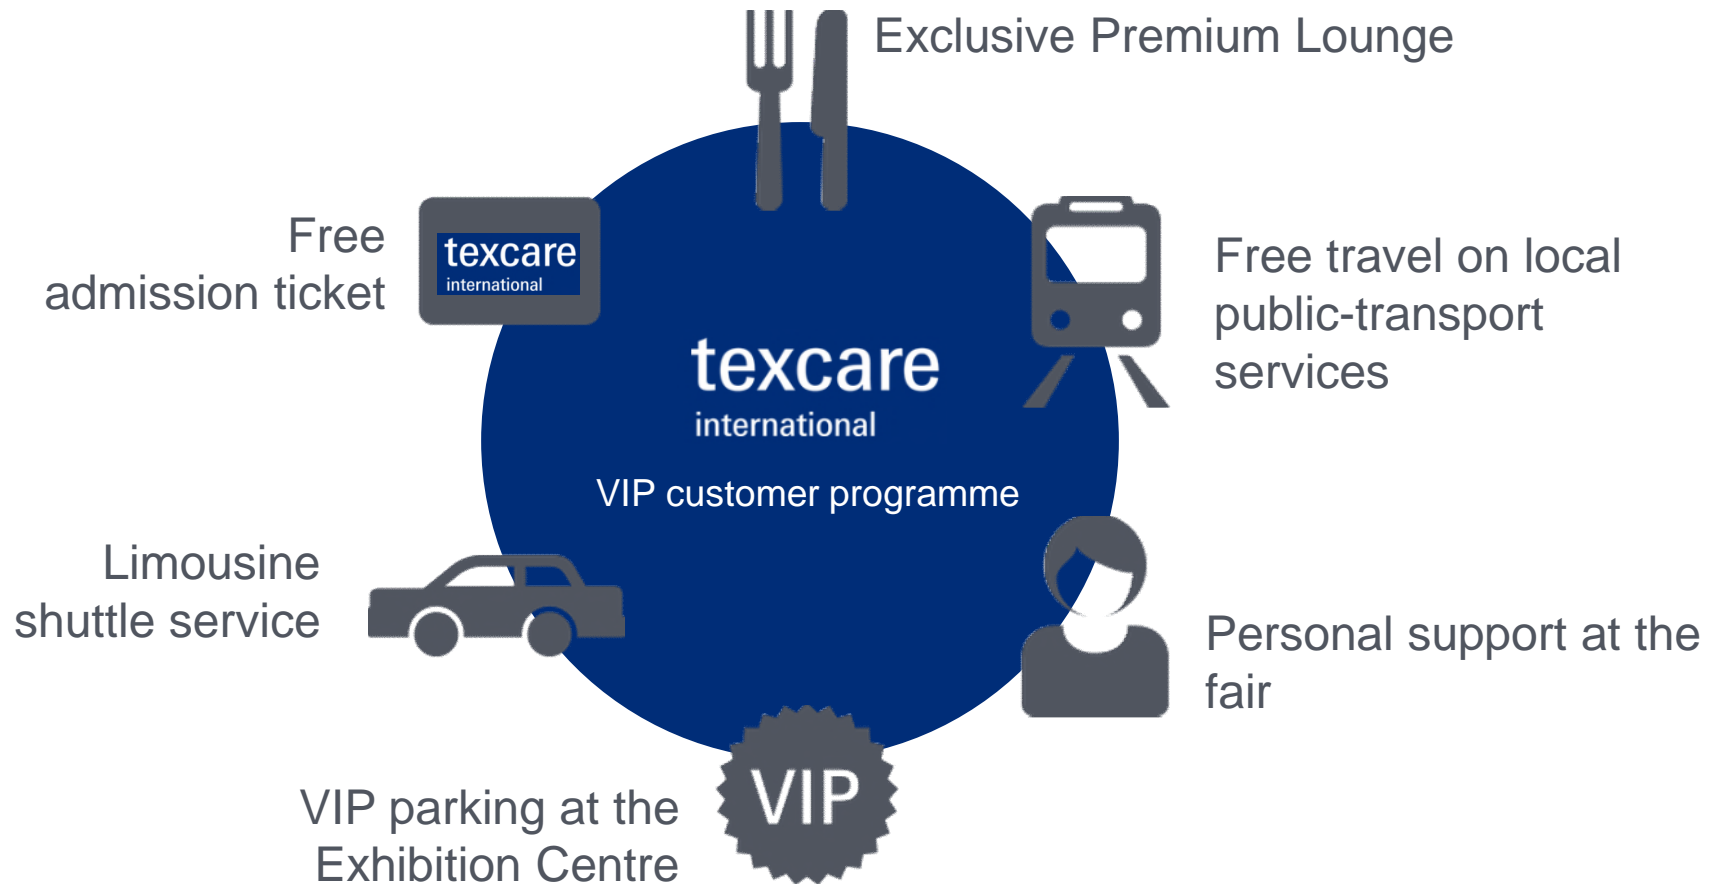 Exclusive Premium Lounge
Free
admission ticket
texcare
international
Free travel on local
public-transport
services
texcare
international
VIP customer programme
Limousine
shuttle service
Personal support at the
fair
VIP
VIP parking at the
Exhibition Centre